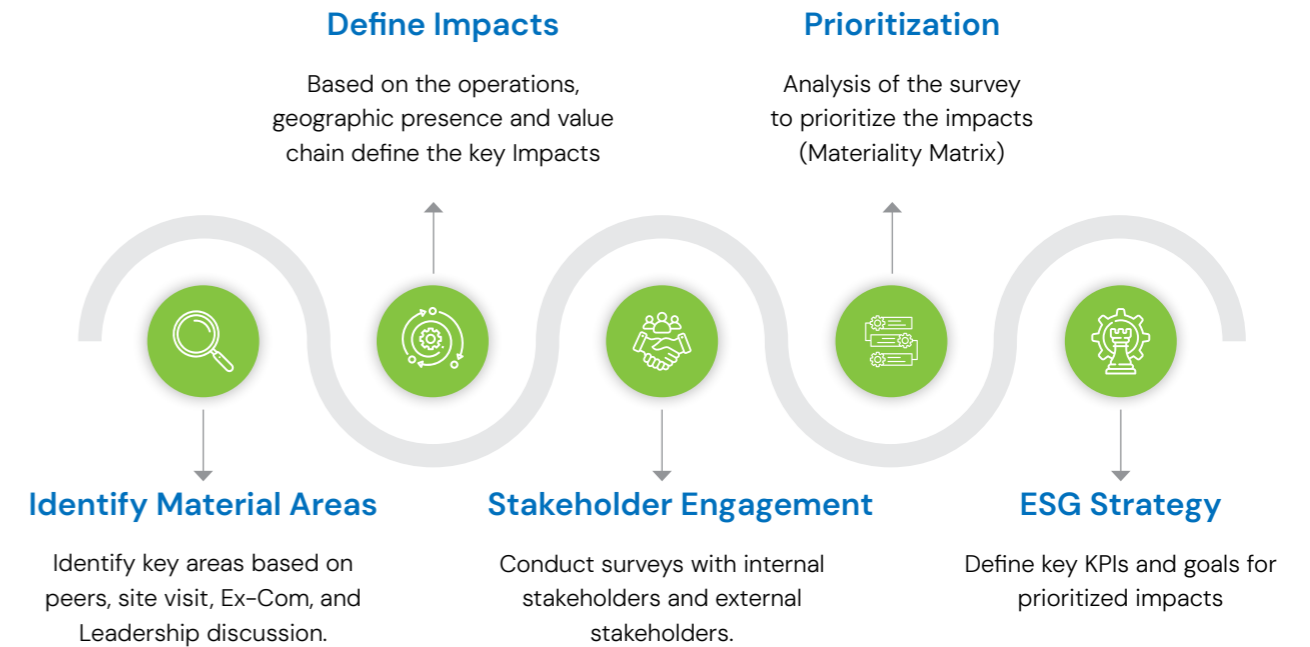 Define Impacts
Based on the operations,
geographic presence and value
chain define the key Impacts
Prioritization
Analysis of the survey
to prioritize the impacts
(Materiality Matrix)
Identify Material Areas
Identify key areas based on
peers, site visit, Ex-Com, and
Leadership discussion.
Stakeholder Engagement
Conduct surveys with internal
stakeholders and external
stakeholders.
ESG Strategy
Define key KPIs and goals for
prioritized impacts